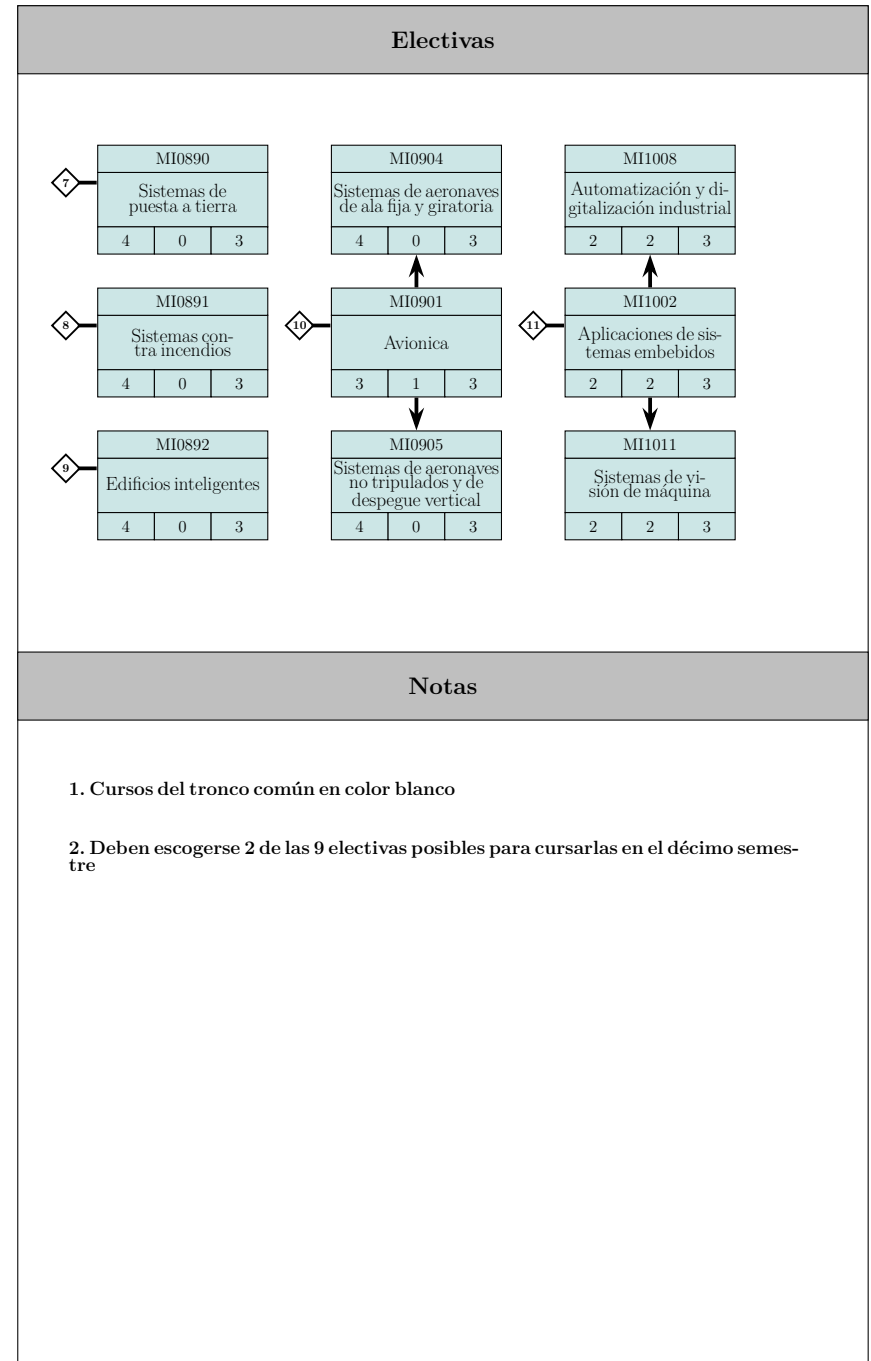 Electivas
7
MI0890
Sistemas de
puesta a tierra
4 0 3
MI0904
Sistemas de aeronaves
de ala fija y giratoria
4 0 3
MI1008
Automatización y di-
gitalización industrial
2 2 3
8
MI0891
Sistemas con-
tra incendios
4 0 3
10
MI0901
Avionica
3 1 3
11
MI1002
Aplicaciones de sis-
temas embebidos
2 2 3
9
MI0892
Edificios inteligentes
4 0 3
MI0905
Sistemas de aeronaves
no tripulados y de
despegue vertical
4 0 3
MI1011
Sistemas de vi-
sión de máquina
2 2 3
Notas
1. Cursos del tronco común en color blanco
2. Deben escogerse 2 de las 9 electivas posibles para cursarlas en el décimo semes-
tre